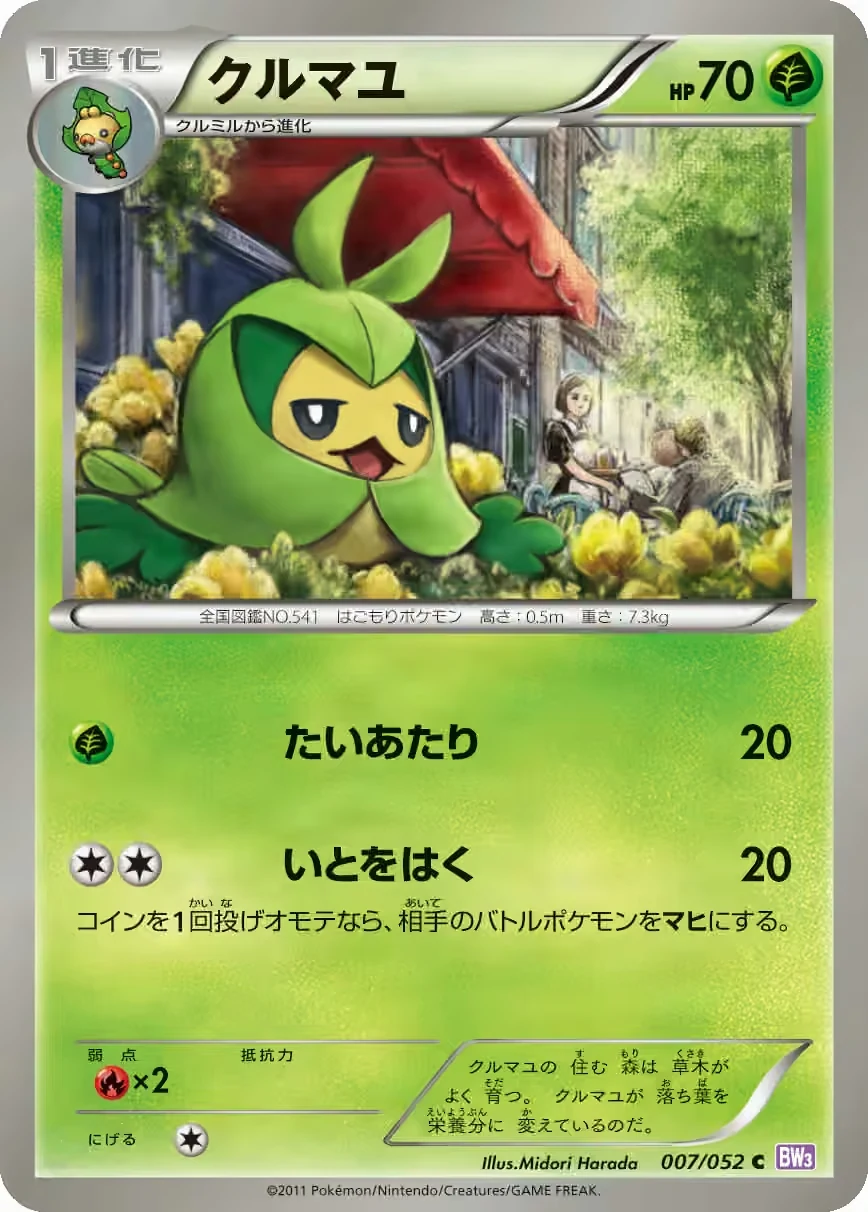 1進化
クルマユ
HP70
クルミルから進化
全国図鑑NO.541 はごもりポケモン 高さ:0.5m 重さ:7.3kg
たいあたり 20
いとをはく 20
コインを1回投げオモテなら、相手のバトルポケモンをマヒにする。
弱点 抵抗力
×2
にげる
クルマユの 住む 森は 草木が
よく 育つ。 クルマユが 落ち葉を
栄養分に 変えているのだ。
Illus.Midori Harada 007/052 C BW3
©2011 Pokémon/Nintendo/Creatures/GAME FREAK.